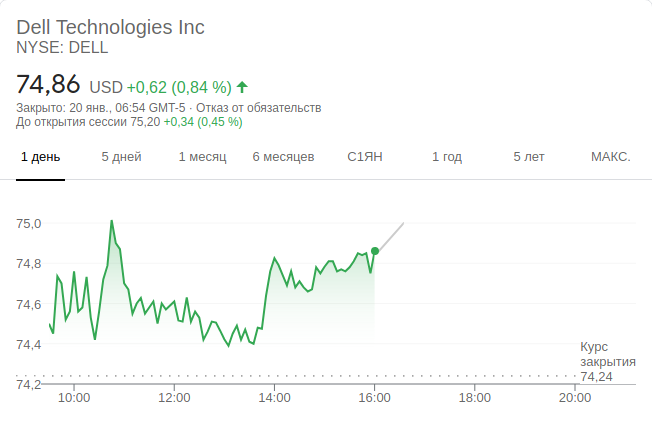 Dell Technologies Inc
NYSE: DELL
74,86 USD +0,62 (0,84 %)
Закрыто: 20 янв., 06:54 GMT-5 · Отказ от обязательств
До открытия сессии 75,20 +0,34 (0,45 %)
1 день 5 дней 1 месяц 6 месяцев С1ЯН 1 год 5 лет МАКС.
75,0
74,8
74,6
74,4
74,2
Курс
закрытия
74,24
10:00 12:00 14:00 16:00 18:00 20:00